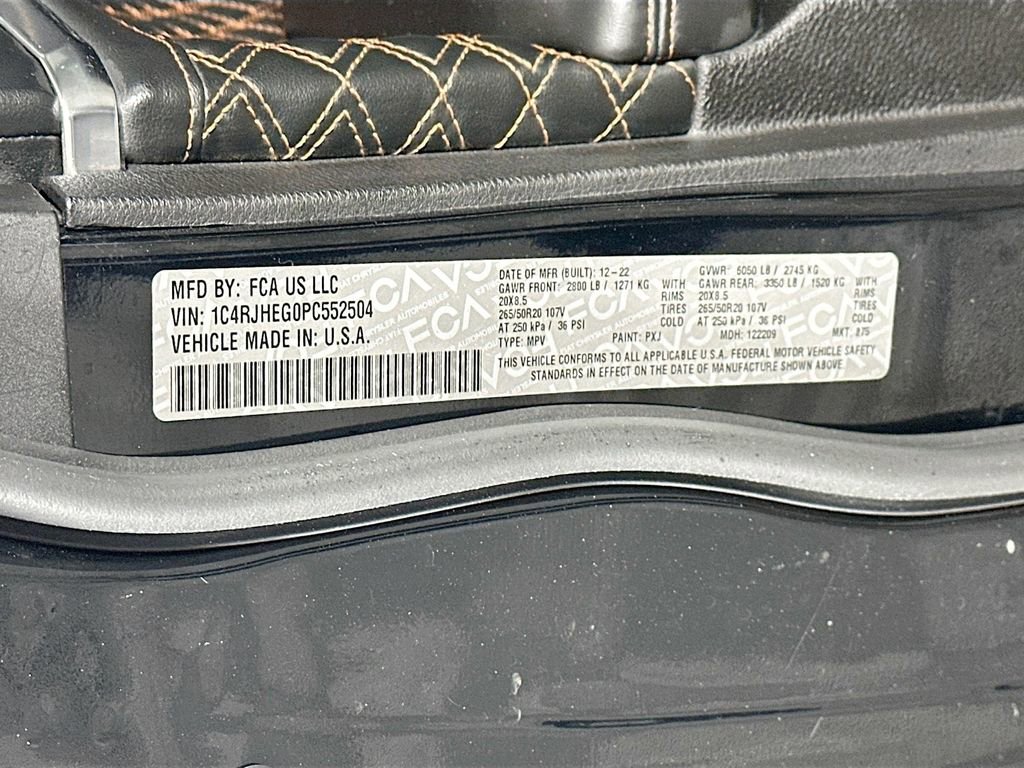 MFD BY: FCA US LLC
VIN: 1C4RJHEG0PC552504
VEHICLE MADE IN: U.S.A.
DATE OF MFR (BUILT): 12-22
GVWR: 6050 LB / 2745 KG
GAWR FRONT: 2800 LB / 1271 KG WITH
GAWR REAR: 3350 LB / 1520 KG WITH
20X8.5 RIMS
20X8.5 RIMS
265/50R20 107V TIRES
265/50R20 107V TIRES
AT 250 kPa / 36 PSI COLD
AT 250 kPa / 36 PSI COLD
TYPE: MPV PAINT: PXJ MDH: 122209 MKT: 875
THIS VEHICLE CONFORMS TO ALL APPLICABLE U.S.A. FEDERAL MOTOR VEHICLE SAFETY
STANDARDS IN EFFECT ON THE DATE OF MANUFACTURE SHOWN ABOVE